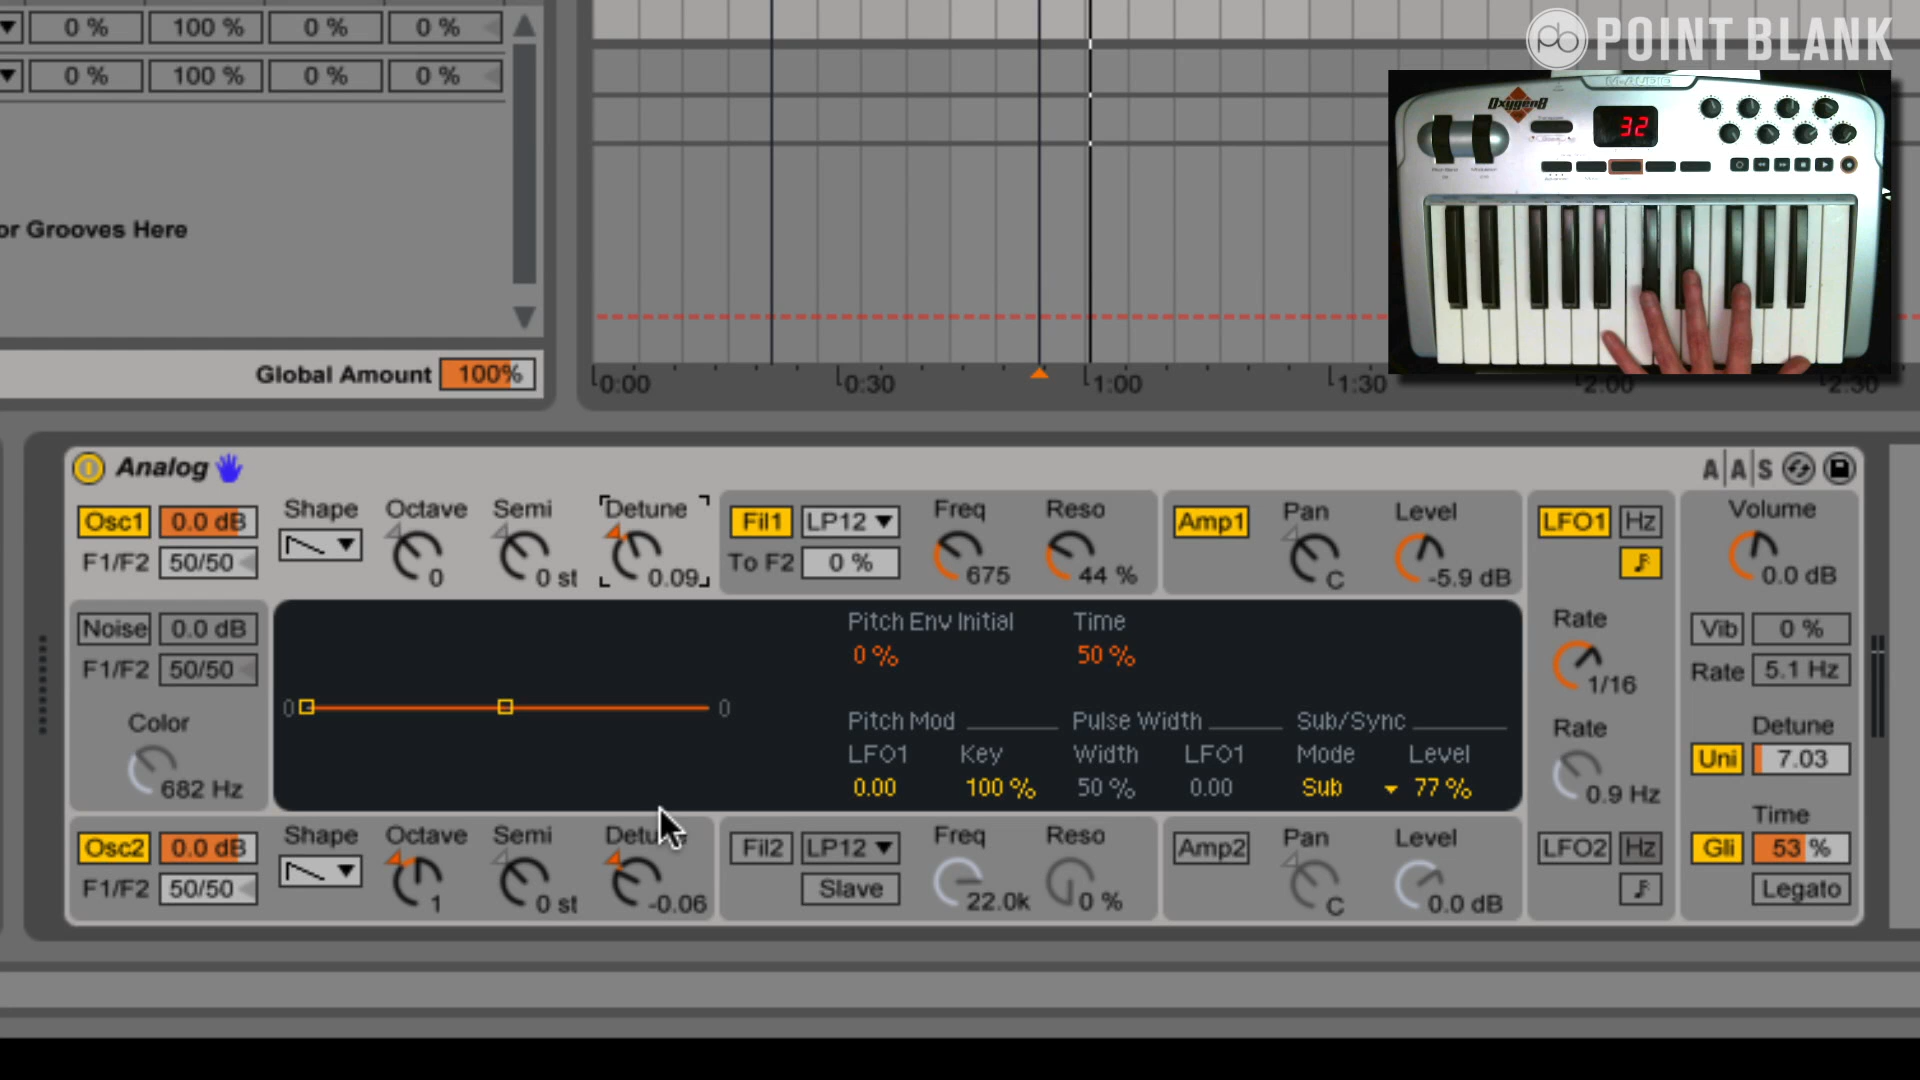 0 % 100 % 0 % 0 %
0 % 100 % 0 % 0 %
or Grooves Here
Global Amount 100%
0:00 0:30 1:00 1:30 2:00 2:30
pb POINT BLANK
Oxygen8
32
Analog
AAS
Osc1 0.0 dB Shape Octave Semi Detune Fil1 LP12 Freq Reso Amp1 Pan Level LFO1 Hz Volume
F1/F2 50/50 0 0 st 0.09 To F2 0 % 675 44 % C -5.9 dB 0.0 dB
Noise 0.0 dB Pitch Env Initial Time Rate Vib 0 %
F1/F2 50/50 0 % 50 % 1/16 Rate 5.1 Hz
0 0
Color Pitch Mod Pulse Width Sub/Sync Rate Detune
682 Hz LFO1 Key Width LFO1 Mode Level Uni 7.03
0.00 100 % 50 % 0.00 Sub 77 % 0.9 Hz
Time
Osc2 0.0 dB Shape Octave Semi Detu Fil2 LP12 Freq Reso Amp2 Pan Level LFO2 Hz Gli 53 %
F1/F2 50/50 1 0 st -0.06 Slave 22.0k 0 % C 0.0 dB Legato